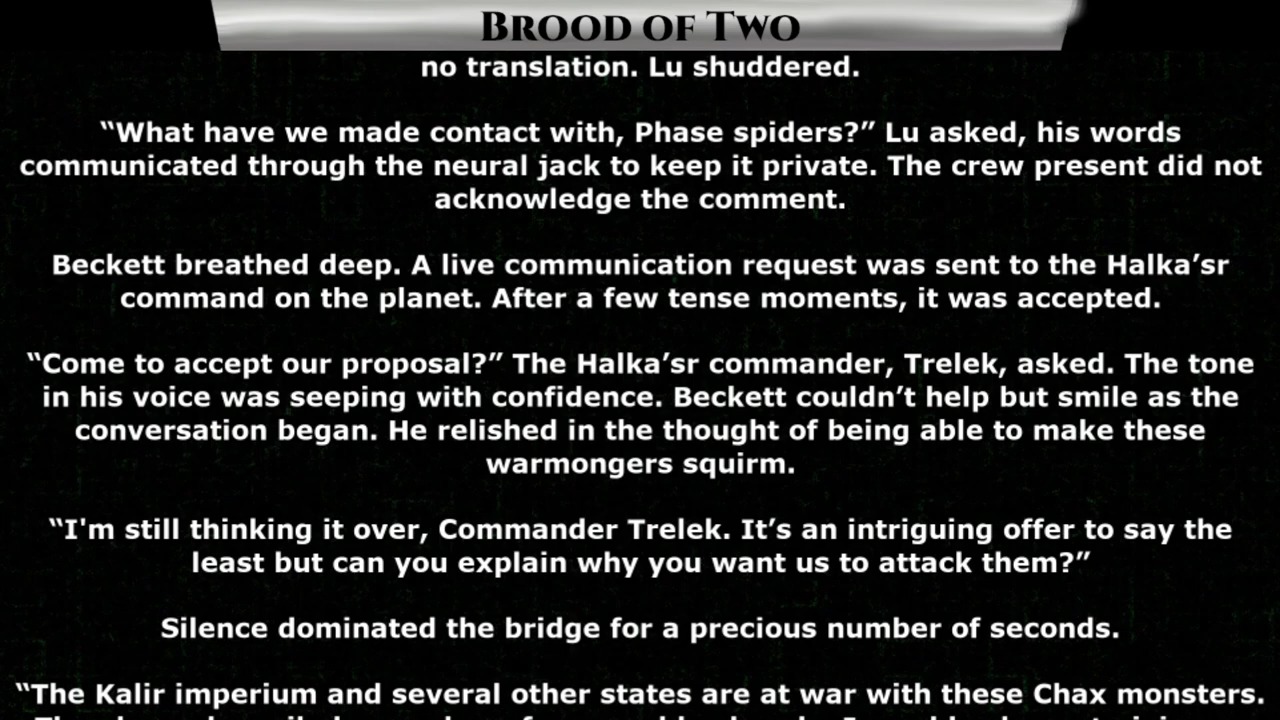 Brood of Two
no translation. Lu shuddered.
“What have we made contact with, Phase spiders?” Lu asked, his words
communicated through the neural jack to keep it private. The crew present did not
acknowledge the comment.
Beckett breathed deep. A live communication request was sent to the Halka’sr
command on the planet. After a few tense moments, it was accepted.
“Come to accept our proposal?” The Halka’sr commander, Trelek, asked. The tone
in his voice was seeping with confidence. Beckett couldn’t help but smile as the
conversation began. He relished in the thought of being able to make these
warmongers squirm.
“I'm still thinking it over, Commander Trelek. It’s an intriguing offer to say the
least but can you explain why you want us to attack them?”
Silence dominated the bridge for a precious number of seconds.
“The Kalir imperium and several other states are at war with these Chax monsters.